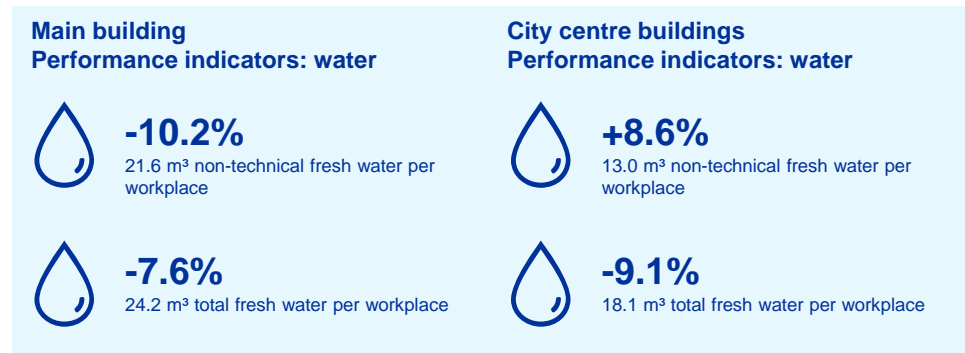 Main building
Performance indicators: water
-10.2%
21.6 m³ non-technical fresh water per
workplace
-7.6%
24.2 m³ total fresh water per workplace
City centre buildings
Performance indicators: water
+8.6%
13.0 m³ non-technical fresh water per
workplace
-9.1%
18.1 m³ total fresh water per workplace